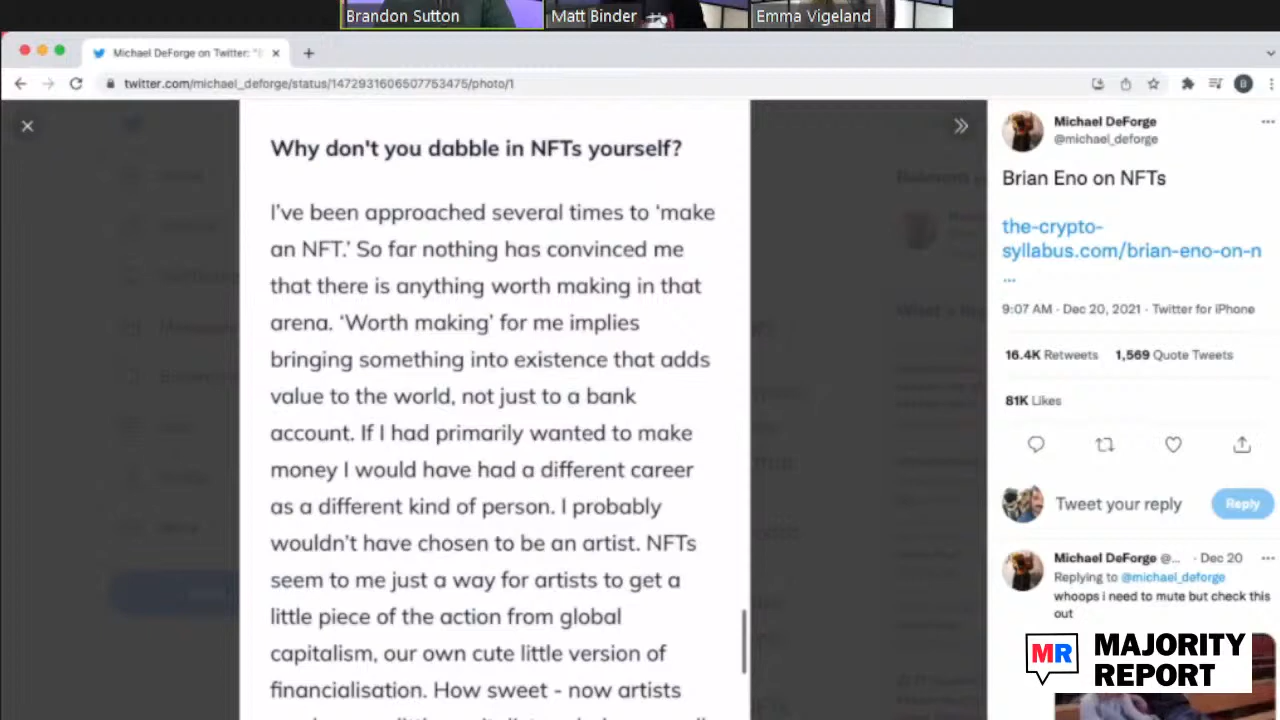 Brandon Sutton
Matt Binder
Emma Vigeland
Michael DeForge on Twitter: "B
twitter.com/michael_deforge/status/1472931606507753475/photo/1
B
Why don't you dabble in NFTs yourself?
I've been approached several times to 'make
an NFT.' So far nothing has convinced me
that there is anything worth making in that
arena. 'Worth making' for me implies
bringing something into existence that adds
value to the world, not just to a bank
account. If I had primarily wanted to make
money I would have had a different career
as a different kind of person. I probably
wouldn't have chosen to be an artist. NFTs
seem to me just a way for artists to get a
little piece of the action from global
capitalism, our own cute little version of
financialisation. How sweet - now artists
Michael DeForge
@michael_deforge
Brian Eno on NFTs
the-crypto-
syllabus.com/brian-eno-on-n
...
9:07 AM · Dec 20, 2021 · Twitter for iPhone
16.4K Retweets 1,569 Quote Tweets
81K Likes
Tweet your reply
Reply
Michael DeForge @... · Dec 20
Replying to @michael_deforge
whoops i need to mute but check this
out
MR MAJORITY
REPORT